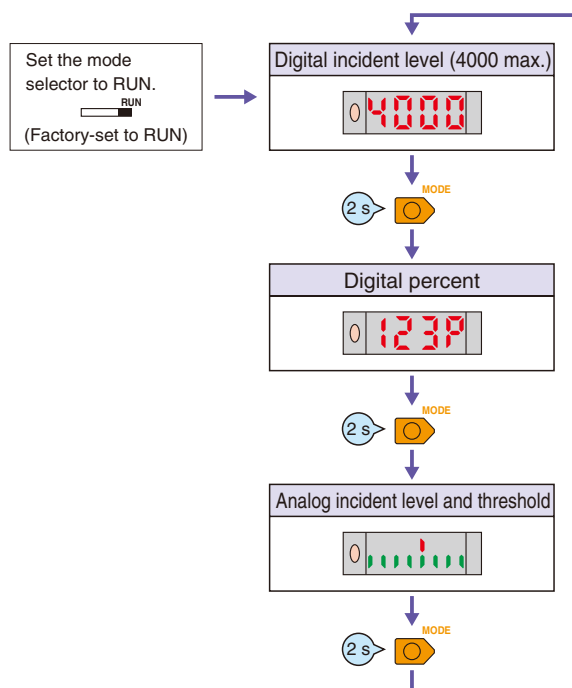 Set the mode
selector to RUN.
RUN
(Factory-set to RUN)
Digital incident level (4000 max.)
4000
MODE
2 s
Digital percent
123P
MODE
2 s
Analog incident level and threshold
MODE
2 s